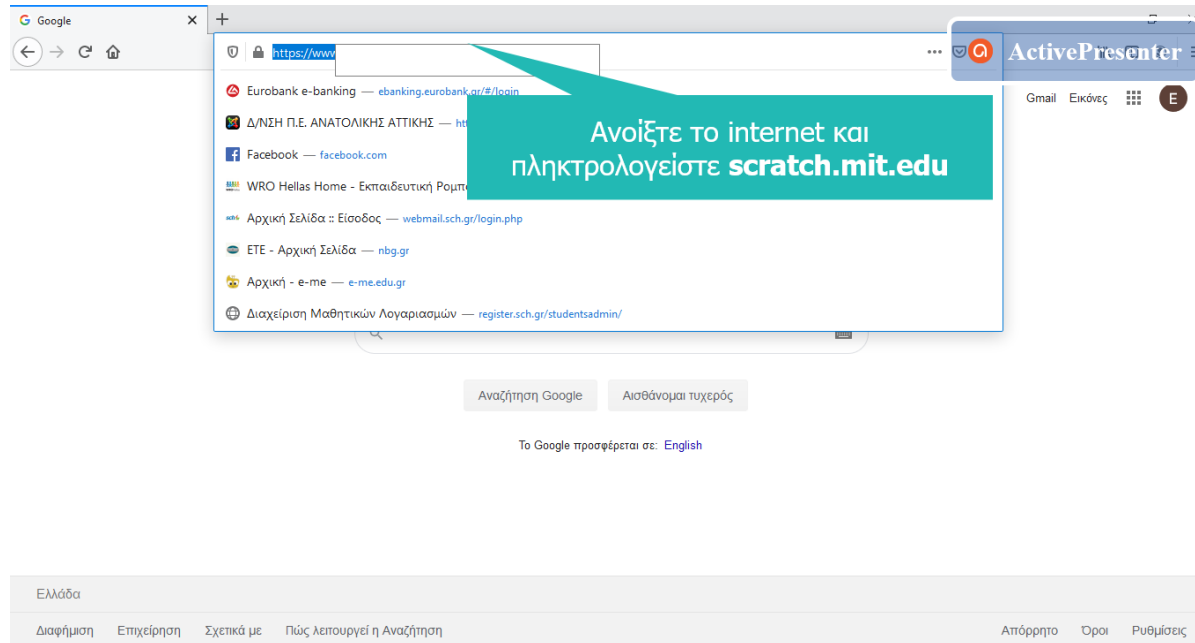 Google
https://www
ActivePresenter
Eurobank e-banking — ebanking.eurobank.gr/#/login
Δ/ΝΣΗ Π.Ε. ΑΝΑΤΟΛΙΚΗΣ ΑΤΤΙΚΗΣ —
Facebook — facebook.com
WRO Hellas Home - Εκπαιδευτική
Αρχική Σελίδα :: Είσοδος — webmail.sch.gr/login.php
ΕΤΕ - Αρχική Σελίδα — nbg.gr
Αρχική - e-me — e-me.edu.gr
Διαχείριση Μαθητικών Λογαριασμών — register.sch.gr/studentsadmin/
Ανοίξτε το internet και
πληκτρολογείστε scratch.mit.edu
Gmail Εικόνες E
Αναζήτηση Google Αισθάνομαι τυχερός
Το Google προσφέρεται σε: English
Ελλάδα
Διαφήμιση Επιχείρηση Σχετικά με Πώς λειτουργεί η Αναζήτηση Απόρρητο Όροι Ρυθμίσεις